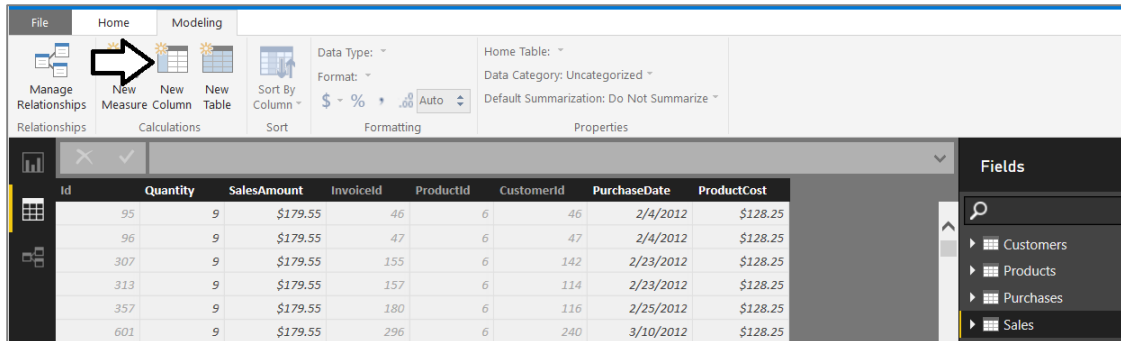 File Home Modeling
Data Type: Home Table:
Format: Data Category: Uncategorized
Manage Relationships New Measure New Column New Table Sort By Column $ % , .00 Auto Default Summarization: Do Not Summarize
Relationships Calculations Sort Formatting Properties
Fields
Id Quantity SalesAmount InvoiceId ProductId CustomerId PurchaseDate ProductCost
95 9 $179.55 46 6 46 2/4/2012 $128.25
96 9 $179.55 47 6 47 2/4/2012 $128.25
Customers
307 9 $179.55 155 6 142 2/23/2012 $128.25
Products
313 9 $179.55 157 6 114 2/23/2012 $128.25
Purchases
357 9 $179.55 180 6 116 2/25/2012 $128.25
Sales
601 9 $179.55 296 6 240 3/10/2012 $128.25